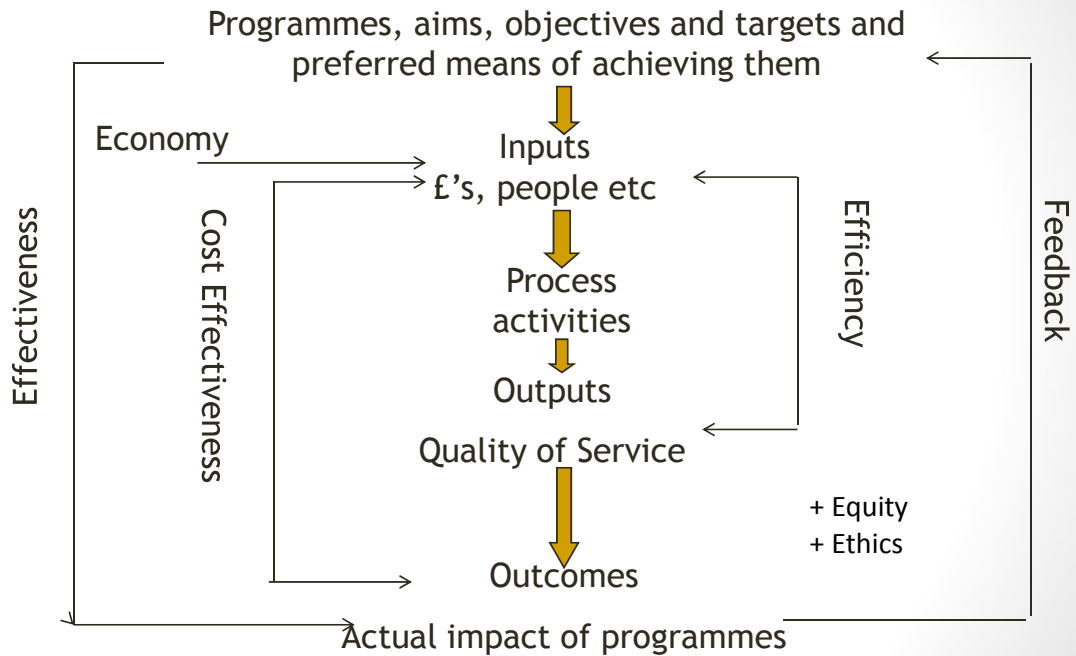 Programmes, aims, objectives and targets and
preferred means of achieving them
Economy
Inputs
£'s, people etc
Effectiveness
Cost Effectiveness
Efficiency
Feedback
Process
activities
Outputs
Quality of Service
+ Equity
+ Ethics
Outcomes
Actual impact of programmes